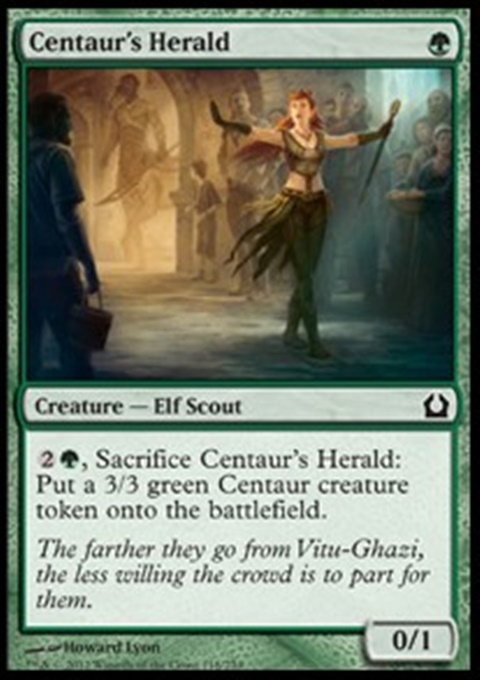 Centaur's Herald
Creature — Elf Scout
2, Sacrifice Centaur's Herald:
Put a 3/3 green Centaur creature
token onto the battlefield.
The farther they go from Vitu-Ghazi,
the less willing the crowd is to part for
them.
Howard Lyon
0/1